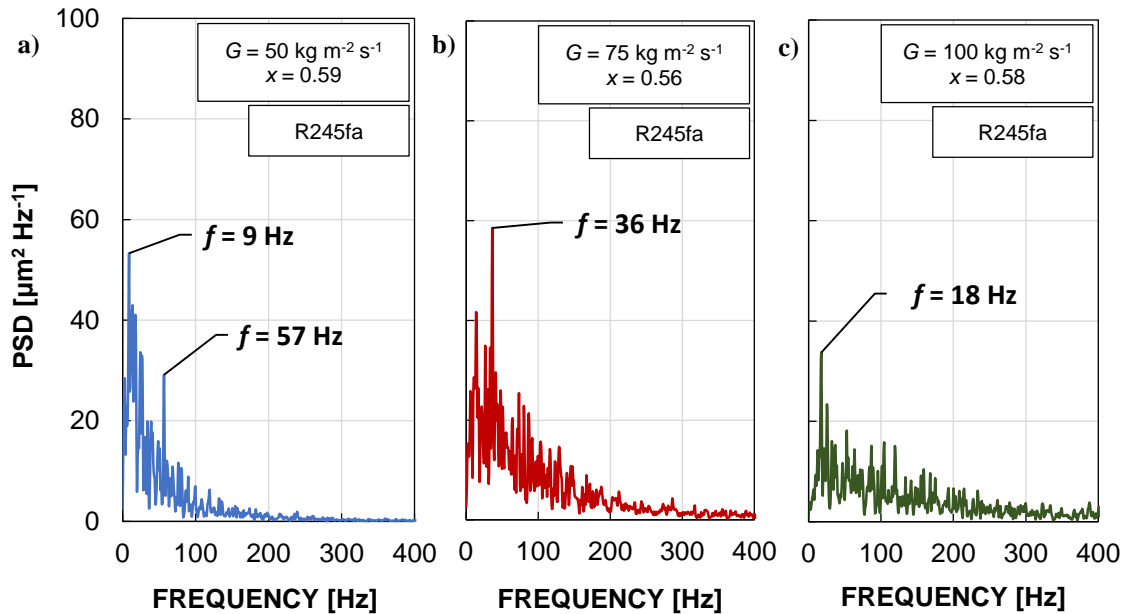 a)
G = 50 kg m⁻² s⁻¹
x = 0.59
R245fa
f = 9 Hz
f = 57 Hz
PSD [µm² Hz⁻¹]
100
80
60
40
20
0
0 100 200 300 400
FREQUENCY [Hz]
b)
G = 75 kg m⁻² s⁻¹
x = 0.56
R245fa
f = 36 Hz
0 100 200 300 400
FREQUENCY [Hz]
c)
G = 100 kg m⁻² s⁻¹
x = 0.58
R245fa
f = 18 Hz
0 100 200 300 400
FREQUENCY [Hz]